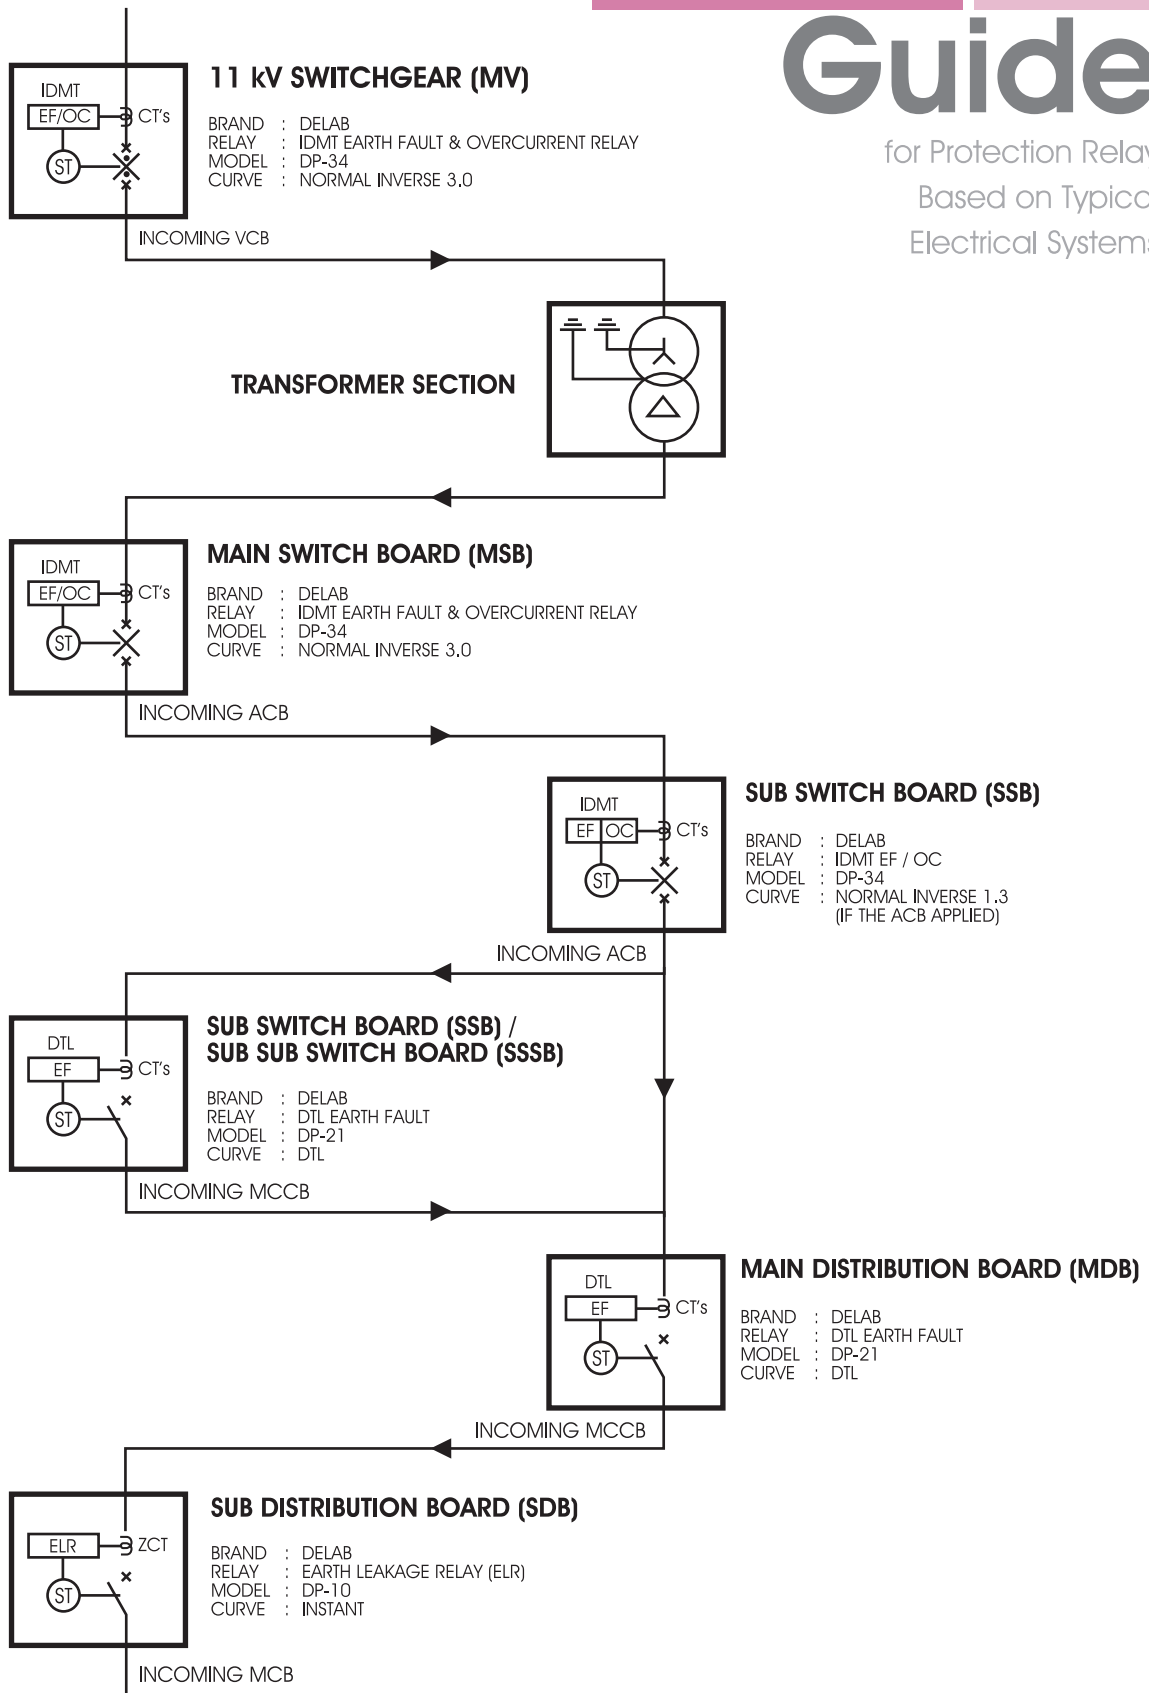 Guide
for Protection Relay
Based on Typica
Electrical Systems
11 kV SWITCHGEAR (MV)
IDMT
EF/OC
CT's
ST
BRAND : DELAB
RELAY : IDMT EARTH FAULT & OVERCURRENT RELAY
MODEL : DP-34
CURVE : NORMAL INVERSE 3.0
INCOMING VCB
TRANSFORMER SECTION
MAIN SWITCH BOARD (MSB)
IDMT
EF/OC
CT's
ST
BRAND : DELAB
RELAY : IDMT EARTH FAULT & OVERCURRENT RELAY
MODEL : DP-34
CURVE : NORMAL INVERSE 3.0
INCOMING ACB
SUB SWITCH BOARD (SSB)
IDMT
EF OC
CT's
ST
BRAND : DELAB
RELAY : IDMT EF / OC
MODEL : DP-34
CURVE : NORMAL INVERSE 1.3
(IF THE ACB APPLIED)
INCOMING ACB
SUB SWITCH BOARD (SSB) /
SUB SUB SWITCH BOARD (SSSB)
DTL
EF
CT's
ST
BRAND : DELAB
RELAY : DTL EARTH FAULT
MODEL : DP-21
CURVE : DTL
INCOMING MCCB
MAIN DISTRIBUTION BOARD (MDB)
DTL
EF
CT's
ST
BRAND : DELAB
RELAY : DTL EARTH FAULT
MODEL : DP-21
CURVE : DTL
INCOMING MCCB
SUB DISTRIBUTION BOARD (SDB)
ELR
ZCT
ST
BRAND : DELAB
RELAY : EARTH LEAKAGE RELAY (ELR)
MODEL : DP-10
CURVE : INSTANT
INCOMING MCB